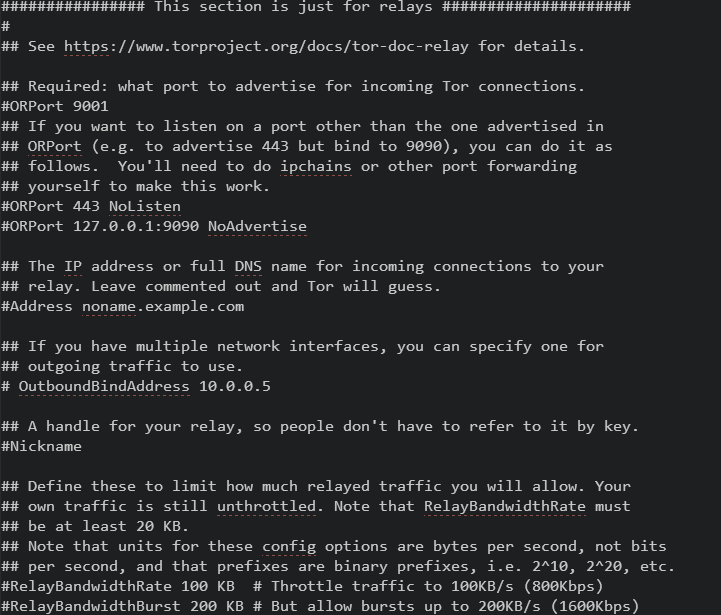 ################ This section is just for relays #####################
#
## See https://www.torproject.org/docs/tor-doc-relay for details.
## Required: what port to advertise for incoming Tor connections.
#ORPort 9001
## If you want to listen on a port other than the one advertised in
## ORPort (e.g. to advertise 443 but bind to 9090), you can do it as
## follows.  You'll need to do ipchains or other port forwarding
## yourself to make this work.
#ORPort 443 NoListen
#ORPort 127.0.0.1:9090 NoAdvertise
## The IP address or full DNS name for incoming connections to your
## relay. Leave commented out and Tor will guess.
#Address noname.example.com
## If you have multiple network interfaces, you can specify one for
## outgoing traffic to use.
# OutboundBindAddress 10.0.0.5
## A handle for your relay, so people don't have to refer to it by key.
#Nickname
## Define these to limit how much relayed traffic you will allow. Your
## own traffic is still unthrottled. Note that RelayBandwidthRate must
## be at least 20 KB.
## Note that units for these config options are bytes per second, not bits
## per second, and that prefixes are binary prefixes, i.e. 2^10, 2^20, etc.
#RelayBandwidthRate 100 KB  # Throttle traffic to 100KB/s (800Kbps)
#RelayBandwidthBurst 200 KB # But allow bursts up to 200KB/s (1600Kbps)